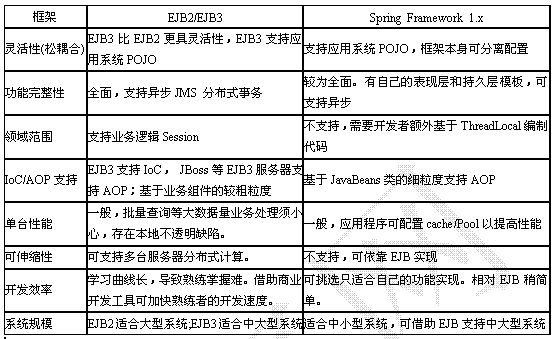 框架 EJB2/EJB3 Spring Framework 1.x
灵活性(松耦合) EJB3 比 EJB2 更具灵活性，EJB3 支持应用系统 POJO 支持应用系统 POJO，框架本身可分离配置
功能完整性 全面，支持异步 JMS 分布式事务 较为全面。有自己的表现层和持久层模板，可支持异步
领域范围 支持业务逻辑 Session 不支持，需要开发者额外基于 ThreadLocal 编制代码
IoC/AOP 支持 EJB3 支持 IoC， JBoss 等 EJB3 服务器支持 AOP；基于业务组件的较粗粒度 基于 JavaBeans 类的细粒度支持 AOP
单台性能 一般，批量查询等大数据量业务处理须小心，存在本地不透明缺陷。 一般，应用程序可配置 cache/Pool 以提高性能
可伸缩性 可支持多台服务器分布式计算。 不支持，可依靠 EJB 实现
开发效率 学习曲线长，导致熟练掌握难。借助商业开发工具可加快熟练者的开发速度。 可挑选只适合自己的功能实现。相对 EJB 稍简单。
系统规模 EJB2 适合大型系统;EJB3 适合中大型系统 适合中小型系统，可借助 EJB 支持中大型系统